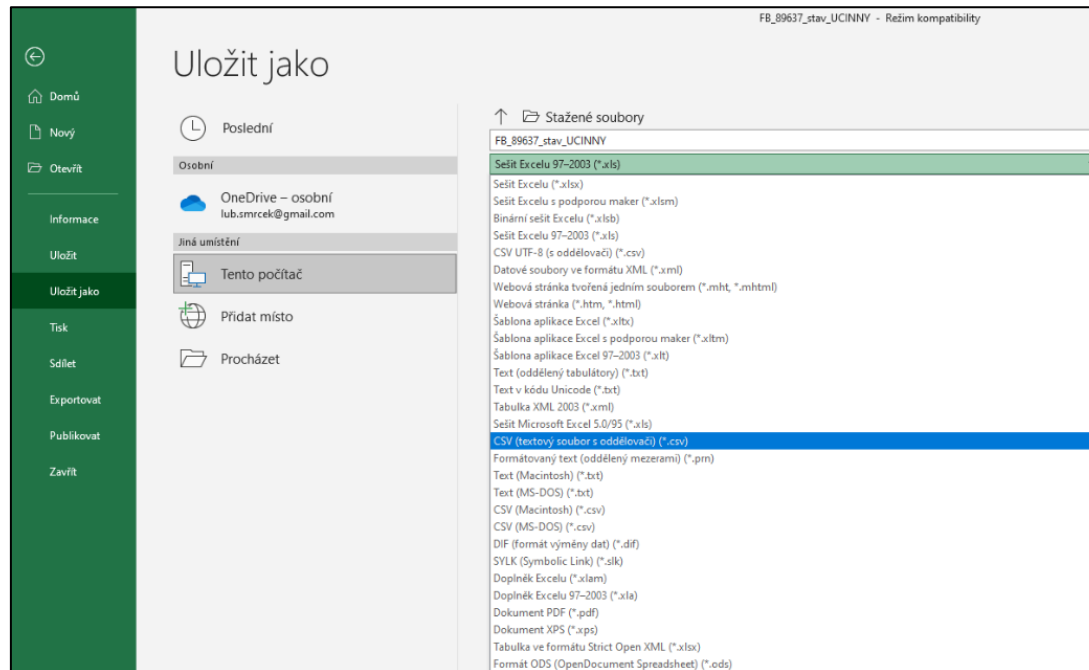 FB_89637_stav_UCINNY - Režim kompatibility
Domů
Nový
Otevřít
Informace
Uložit
Uložit jako
Tisk
Sdílet
Exportovat
Publikovat
Zavřít
Uložit jako
Poslední
Osobní
OneDrive – osobní
lub.smrcek@gmail.com
Jiná umístění
Tento počítač
Přidat místo
Procházet
Stažené soubory
FB_89637_stav_UCINNY
Sešit Excelu 97–2003 (*.xls)
Sešit Excelu (*.xlsx)
Sešit Excelu s podporou maker (*.xlsm)
Binární sešit Excelu (*.xlsb)
Sešit Excelu 97–2003 (*.xls)
CSV UTF-8 (s oddělovači) (*.csv)
Datové soubory ve formátu XML (*.xml)
Webová stránka tvořená jedním souborem (*.mht, *.mhtml)
Webová stránka (*.htm, *.html)
Šablona aplikace Excel (*.xltx)
Šablona aplikace Excel s podporou maker (*.xltm)
Šablona aplikace Excel 97–2003 (*.xlt)
Text (oddělený tabulátory) (*.txt)
Text v kódu Unicode (*.txt)
Tabulka XML 2003 (*.xml)
Sešit Microsoft Excel 5.0/95 (*.xls)
CSV (textový soubor s oddělovači) (*.csv)
Formátovaný text (oddělený mezerami) (*.prn)
Text (Macintosh) (*.txt)
Text (MS-DOS) (*.txt)
CSV (Macintosh) (*.csv)
CSV (MS-DOS) (*.csv)
DIF (formát výměny dat) (*.dif)
SYLK (Symbolic Link) (*.slk)
Doplněk Excelu (*.xlam)
Doplněk Excelu 97–2003 (*.xla)
Dokument PDF (*.pdf)
Dokument XPS (*.xps)
Tabulka ve formátu Strict Open XML (*.xlsx)
Formát ODS (OpenDocument Spreadsheet) (*.ods)